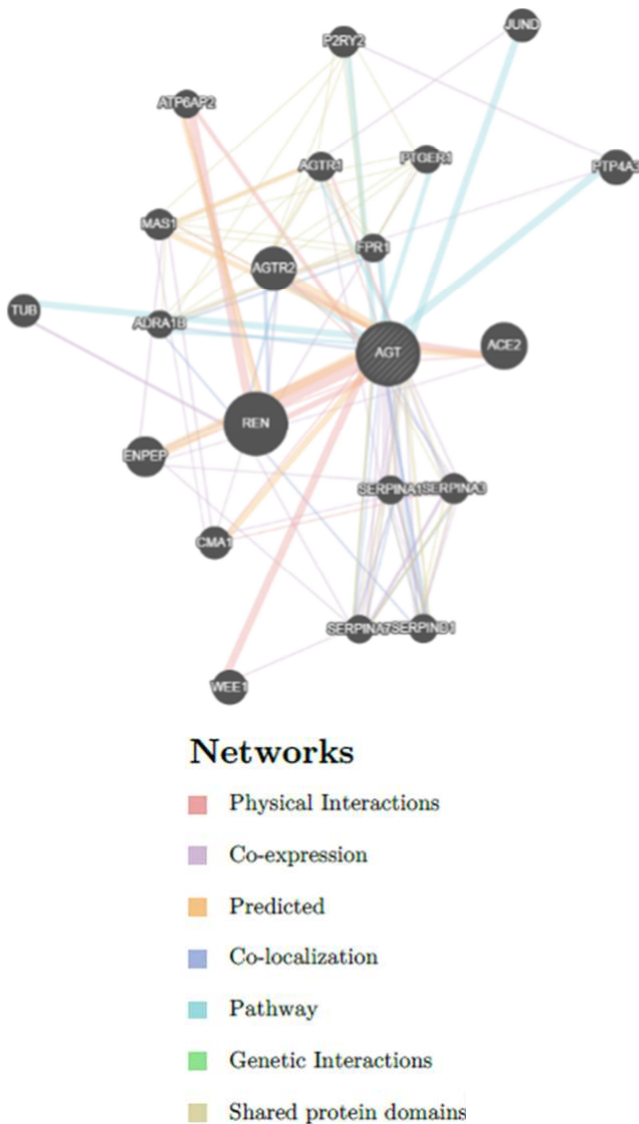 JUND
P2RY2
ATP6AP2
AGTR1
PTGER1
PTP4A3
MAS1
FPR1
AGTR2
TUB
ADRA1B
AGT
ACE2
REN
ENPEP
SERPINA1
SERPINA3
CMA1
SERPINA7
SERPIND1
WEE1
Networks
Physical Interactions
Co-expression
Predicted
Co-localization
Pathway
Genetic Interactions
Shared protein domains